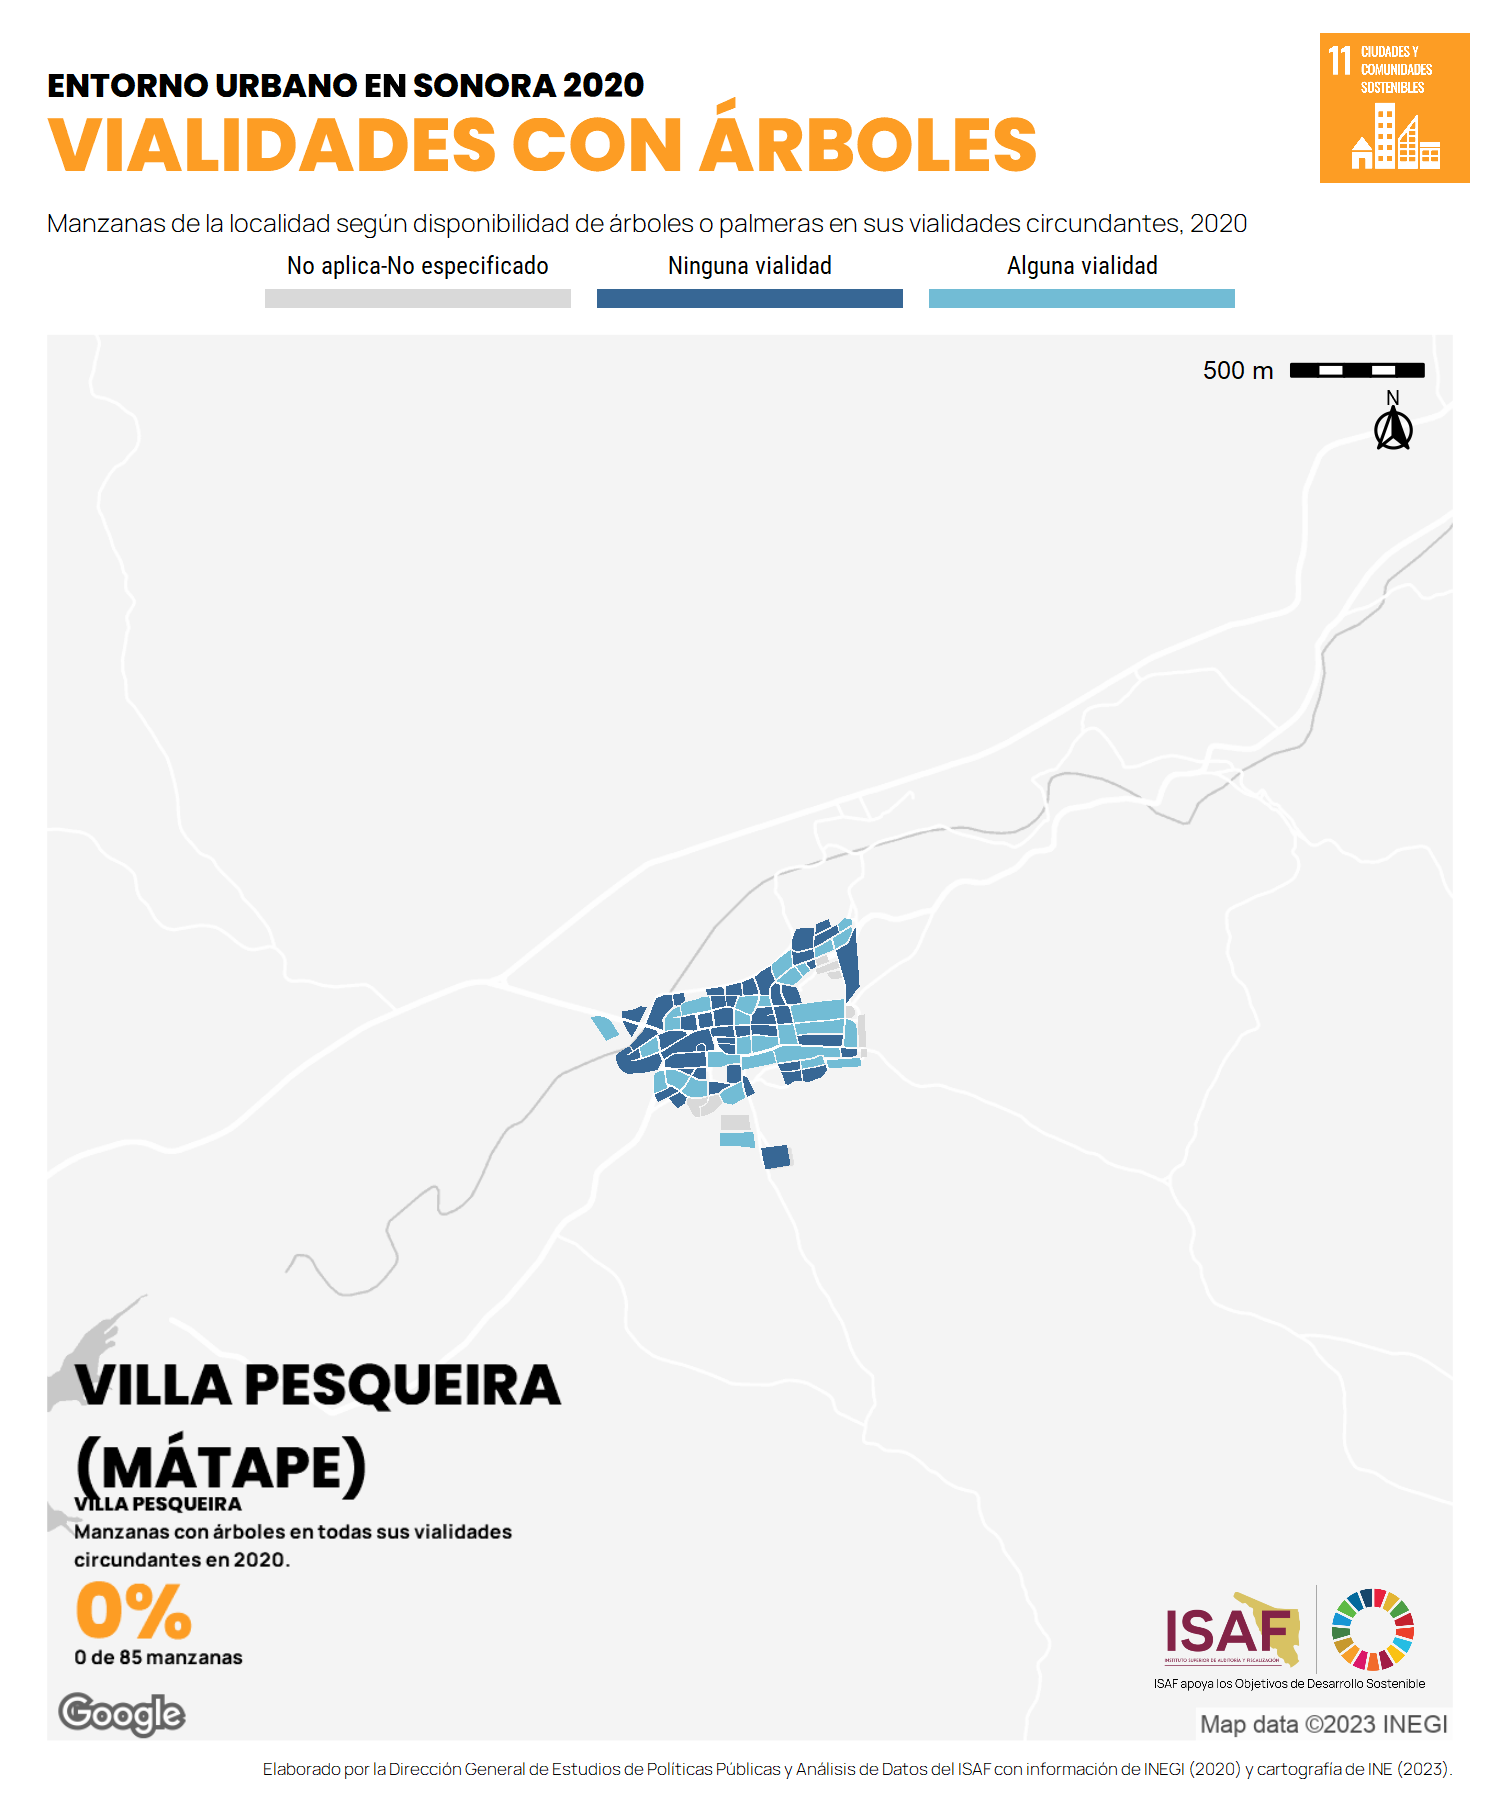 ENTORNO URBANO EN SONORA 2020
VIALIDADES CON ÁRBOLES
11 CIUDADES Y
COMUNIDADES
SOSTENIBLES
Manzanas de la localidad según disponibilidad de árboles o palmeras en sus vialidades circundantes, 2020
No aplica-No especificado
Ninguna vialidad
Alguna vialidad
500 m
N
VILLA PESQUEIRA
(MÁTAPE)
VILLA PESQUEIRA
Manzanas con árboles en todas sus vialidades
circundantes en 2020.
0%
0 de 85 manzanas
ISAF
INSTITUTO SUPERIOR DE AUDITORÍA Y FISCALIZACIÓN
ISAF apoya los Objetivos de Desarrollo Sostenible
Google
Map data ©2023 INEGI
Elaborado por la Dirección General de Estudios de Políticas Públicas y Análisis de Datos del ISAF con información de INEGI (2020) y cartografía de INE (2023).